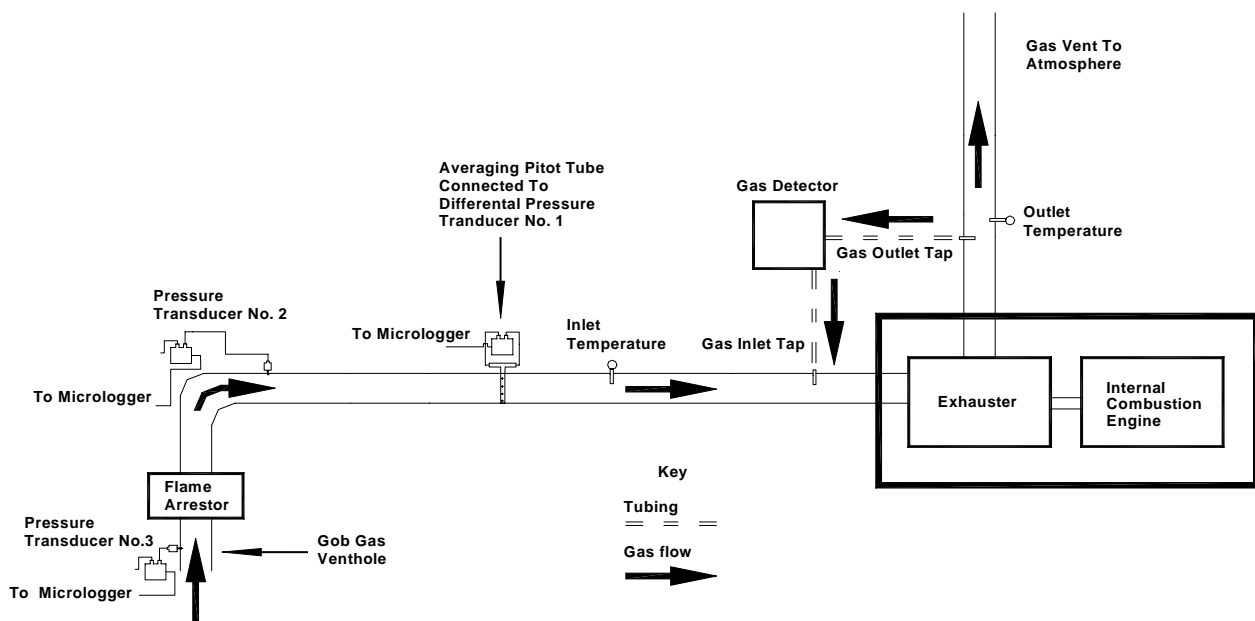 Gas Vent To
Atmosphere
Averaging Pitot Tube
Connected To
Differental Pressure
Tranducer No. 1
Gas Detector
Outlet
Temperature
Gas Outlet Tap
Pressure
Transducer No. 2
To Micrologger
Inlet
Temperature
Gas Inlet Tap
To Micrologger
Exhauster
Internal
Combustion
Engine
Flame
Arrestor
Key
Tubing
Gas flow
Pressure
Transducer No.3
Gob Gas
Venthole
To Micrologger